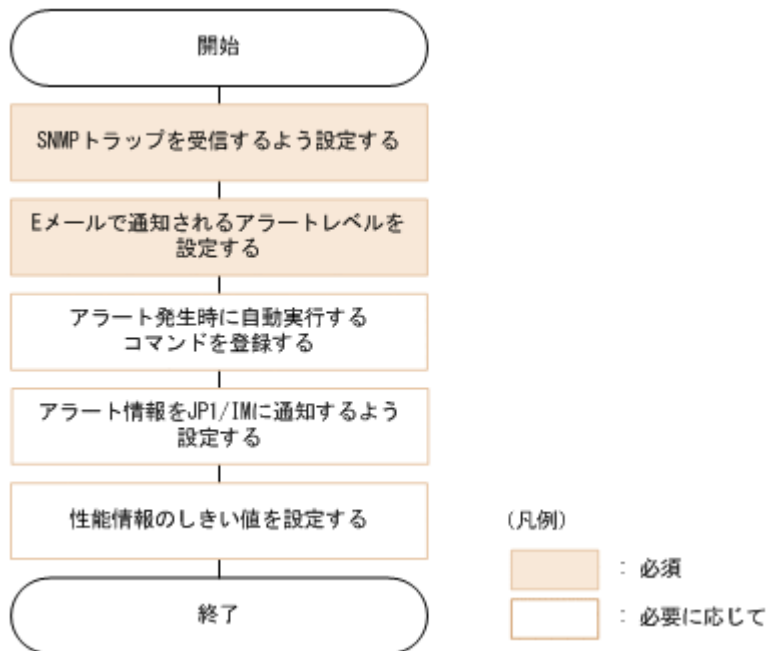 開始
SNMPトラップを受信するよう設定する
Eメールで通知されるアラートレベルを
設定する
アラート発生時に自動実行する
コマンドを登録する
アラート情報をJP1/IMに通知するよう
設定する
性能情報のしきい値を設定する
終了
(凡例)
: 必須
: 必要に応じて